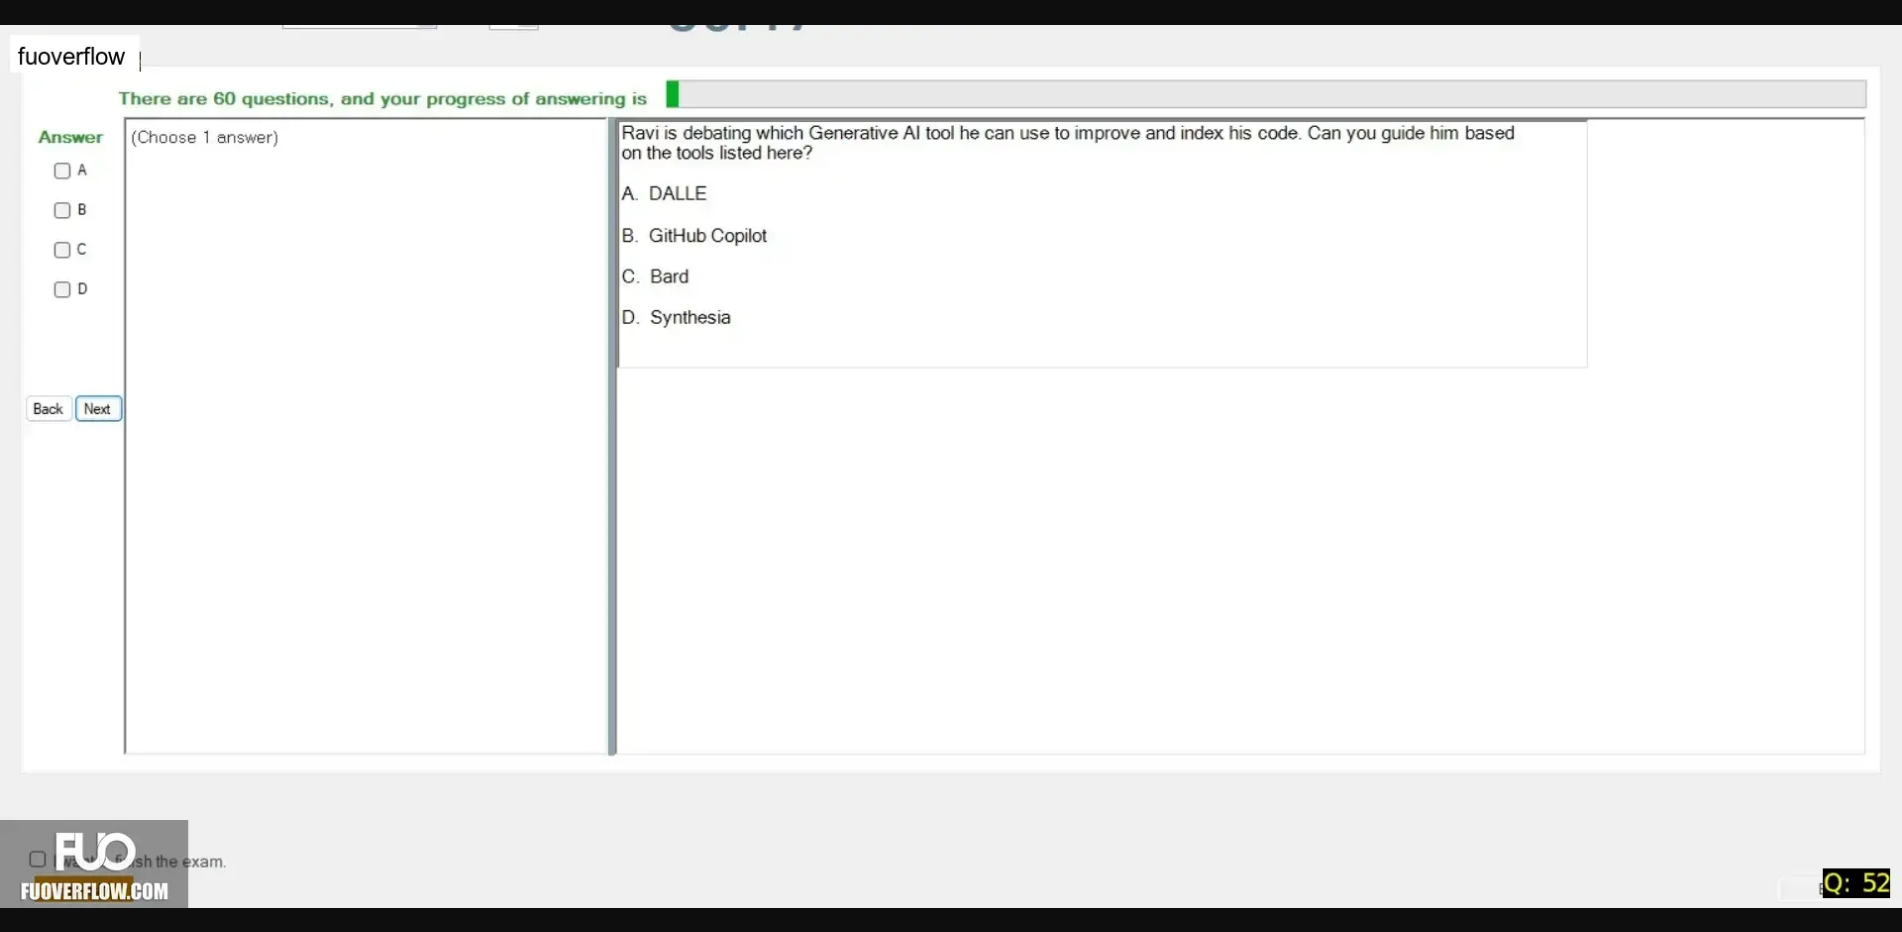 fuoverflow
There are 60 questions, and your progress of answering is
Answer
(Choose 1 answer)
A
B
C
D
Back
Next
Ravi is debating which Generative AI tool he can use to improve and index his code. Can you guide him based
on the tools listed here?
A. DALLE
B. GitHub Copilot
C. Bard
D. Synthesia
FUO
sh the exam.
FUOVERFLOW.COM
Q: 52